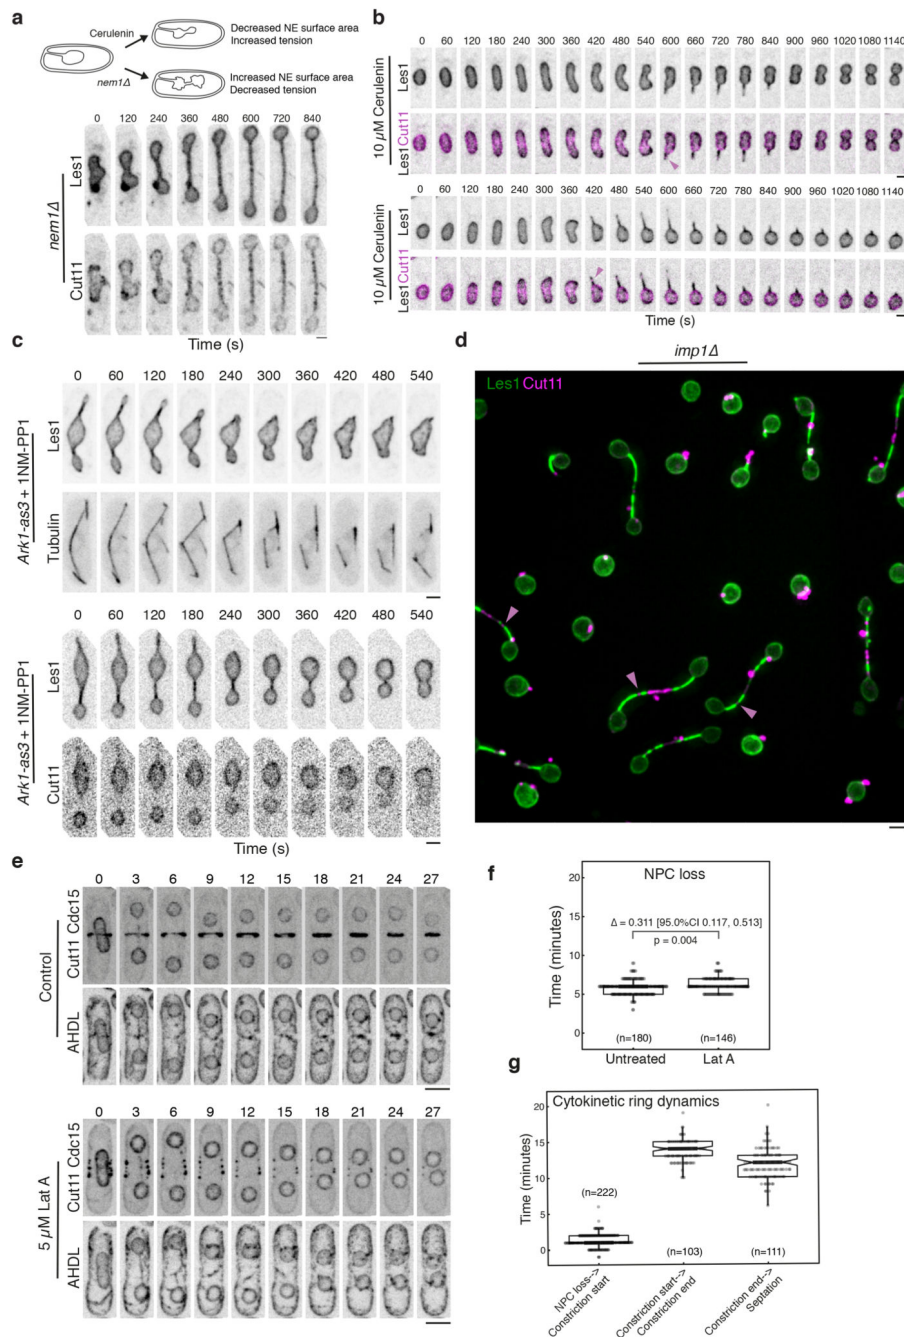 a
Cerulenin
Decreased NE surface area
Increased tension
nem1Δ
Increased NE surface area
Decreased tension
0 120 240 360 480 600 720 840
nem1Δ
Les1
Cut11
Time (s)
b
0 60 120 180 240 300 360 420 480 540 600 660 720 780 840 900 960 1020 1080 1140
10 µM Cerulenin
Les1
Les1 Cut11
0 60 120 180 240 300 360 420 480 540 600 660 720 780 840 900 960 1020 1080 1140
10 µM Cerulenin
Les1
Les1 Cut11
Time (s)
c
0 60 120 180 240 300 360 420 480 540
Ark1-as3 + 1NM-PP1
Les1
Tubulin
0 60 120 180 240 300 360 420 480 540
Ark1-as3 + 1NM-PP1
Les1
Cut11
Time (s)
d
imp1Δ
Les1 Cut11
e
0 3 6 9 12 15 18 21 24 27
Control
Cut11 Cdc15
AHDL
0 3 6 9 12 15 18 21 24 27
5 µM Lat A
Cut11 Cdc15
AHDL
f
NPC loss
Time (minutes)
20
15
10
5
0
Δ = 0.311 [95.0%CI 0.117, 0.513]
p = 0.004
(n=180) (n=146)
Untreated Lat A
g
Cytokinetic ring dynamics
Time (minutes)
20
15
10
5
0
(n=222)
(n=103) (n=111)
NPC loss-->
Constriction start
Constriction start-->
Constriction end
Constriction end-->
Septation